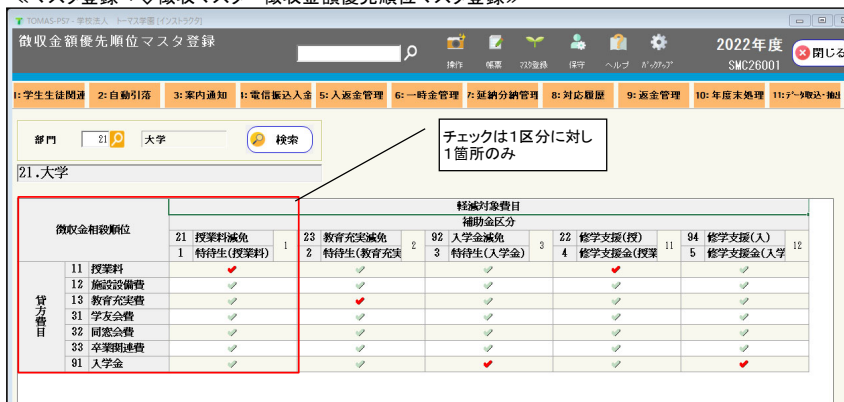 ≪マスタ登録→◇徴収マスタ→徴収金額優先順位マスタ登録≫
TOMAS-PS7 - 学校法人 トーマス学園 [インストラクタ]
徴収金額優先順位マスタ登録
操作 帳票 マスタ登録 保守 ヘルプ バックアップ
2022年度
SMC26001
閉じる
1:学生生徒関連 2:自動引落 3:案内通知 4:電信振込入金 5:入返金管理 6:一時金管理 7:延納分納管理 8:対応履歴 9:返金管理 10:年度末処理 11:データ取込・抽出
部門 21 大学 検索
チェックは1区分に対し
1箇所のみ
21.大学
軽減対象費目
補助金区分
徴収金相殺順位
21 授業料減免 1 23 教育充実減免 2 92 入学金減免 3 22 修学支援(授) 11 94 修学支援(入) 12
1 特待生(授業料) 2 特待生(教育充実 3 特待生(入学金) 4 修学支援金(授業 5 修学支援金(入学
貸方費目
11 授業料
12 施設設備費
13 教育充実費
31 学友会費
32 同窓会費
33 卒業関連費
91 入学金